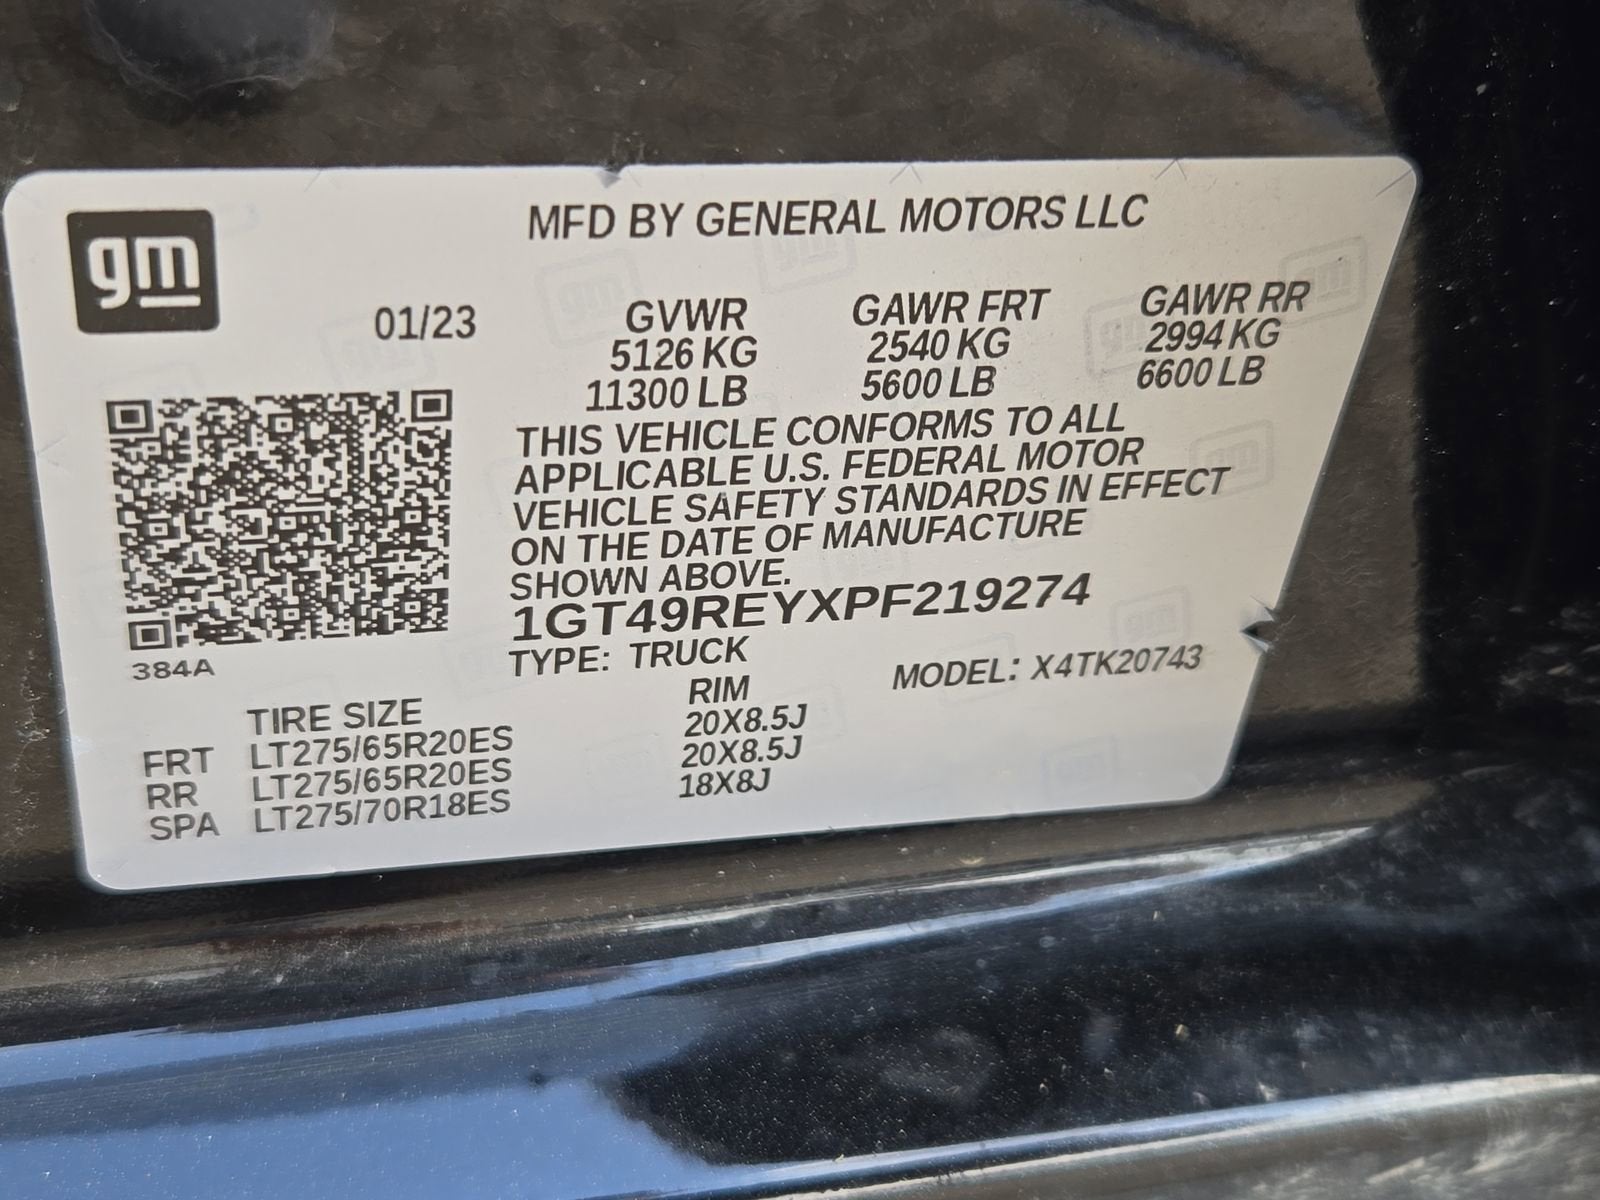 gm
MFD BY GENERAL MOTORS LLC
01/23
GVWR
5126 KG
11300 LB
GAWR FRT
2540 KG
5600 LB
GAWR RR
2994 KG
6600 LB
THIS VEHICLE CONFORMS TO ALL
APPLICABLE U.S. FEDERAL MOTOR
VEHICLE SAFETY STANDARDS IN EFFECT
ON THE DATE OF MANUFACTURE
SHOWN ABOVE.
1GT49REYXPF219274
TYPE: TRUCK
MODEL: X4TK20743
384A
TIRE SIZE RIM
FRT LT275/65R20ES 20X8.5J
RR LT275/65R20ES 20X8.5J
SPA LT275/70R18ES 18X8J